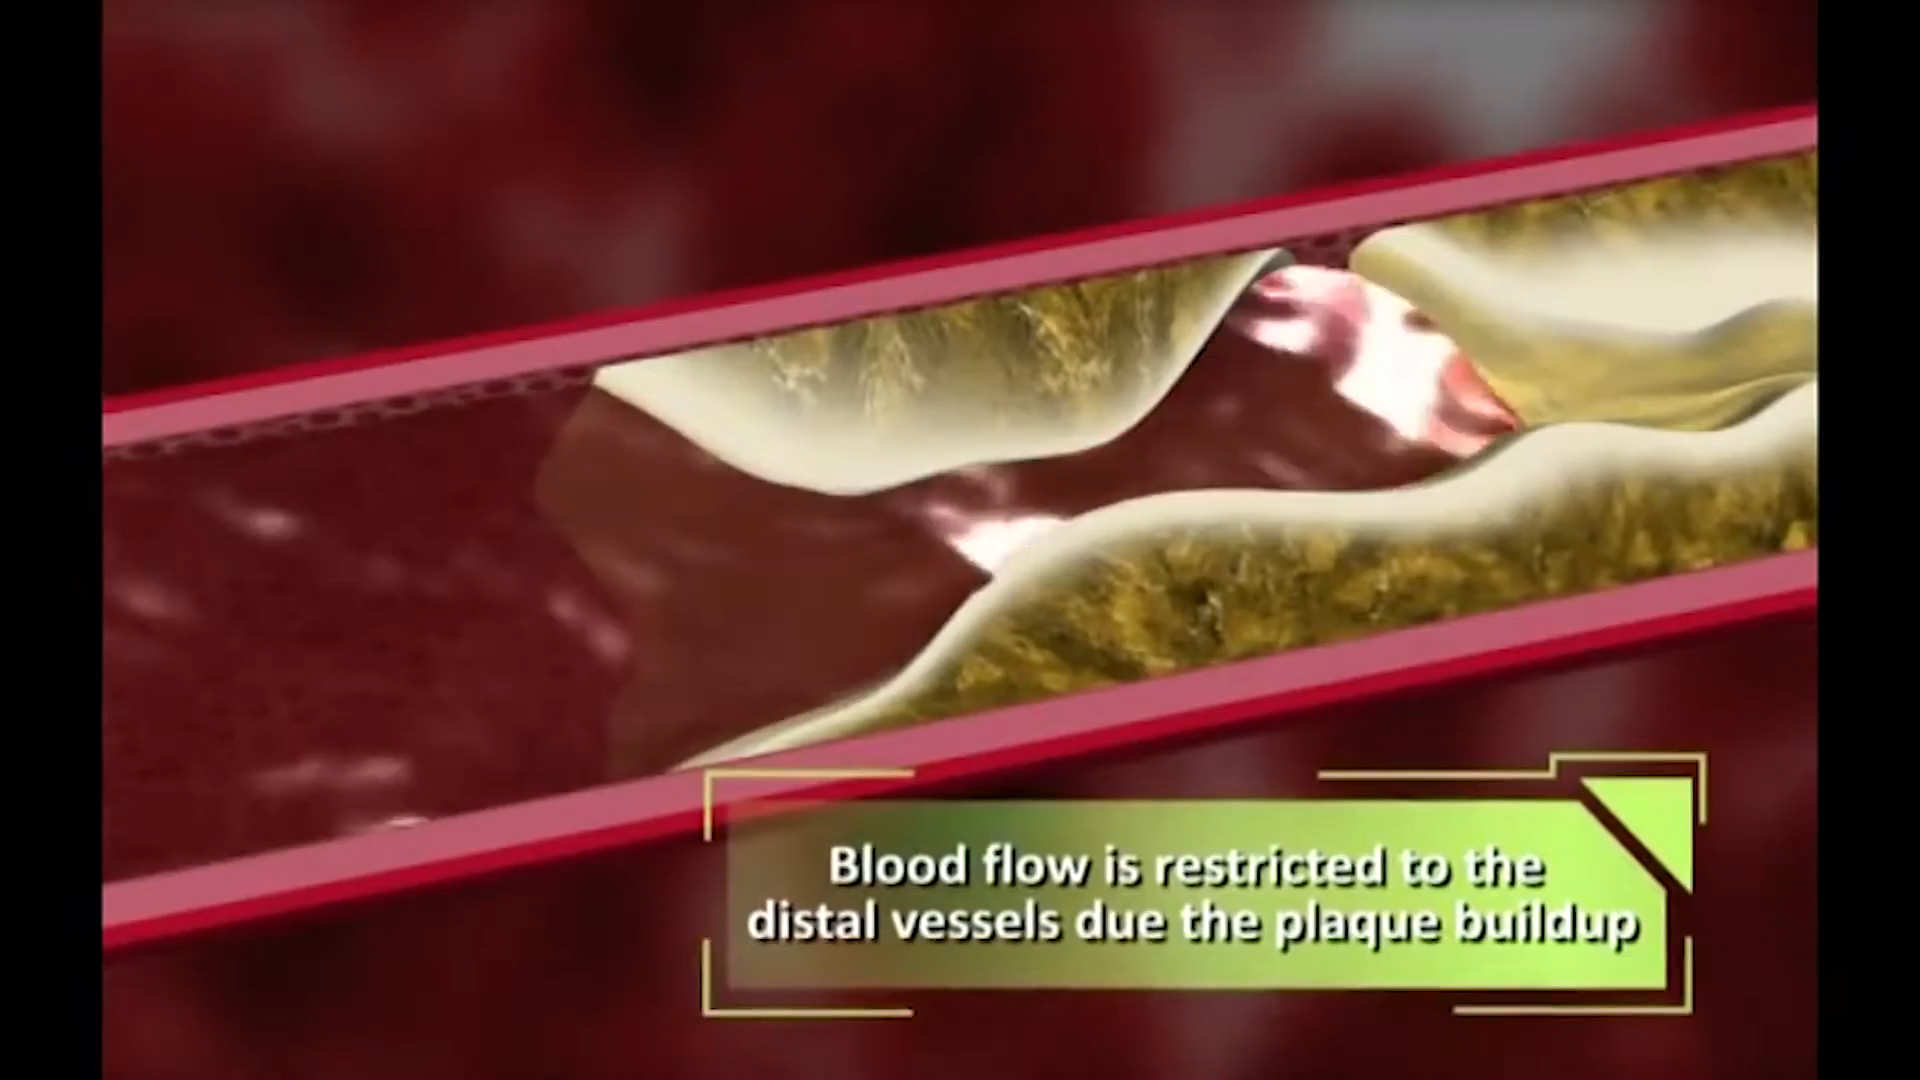 Blood flow is restricted to the
distal vessels due the plaque buildup